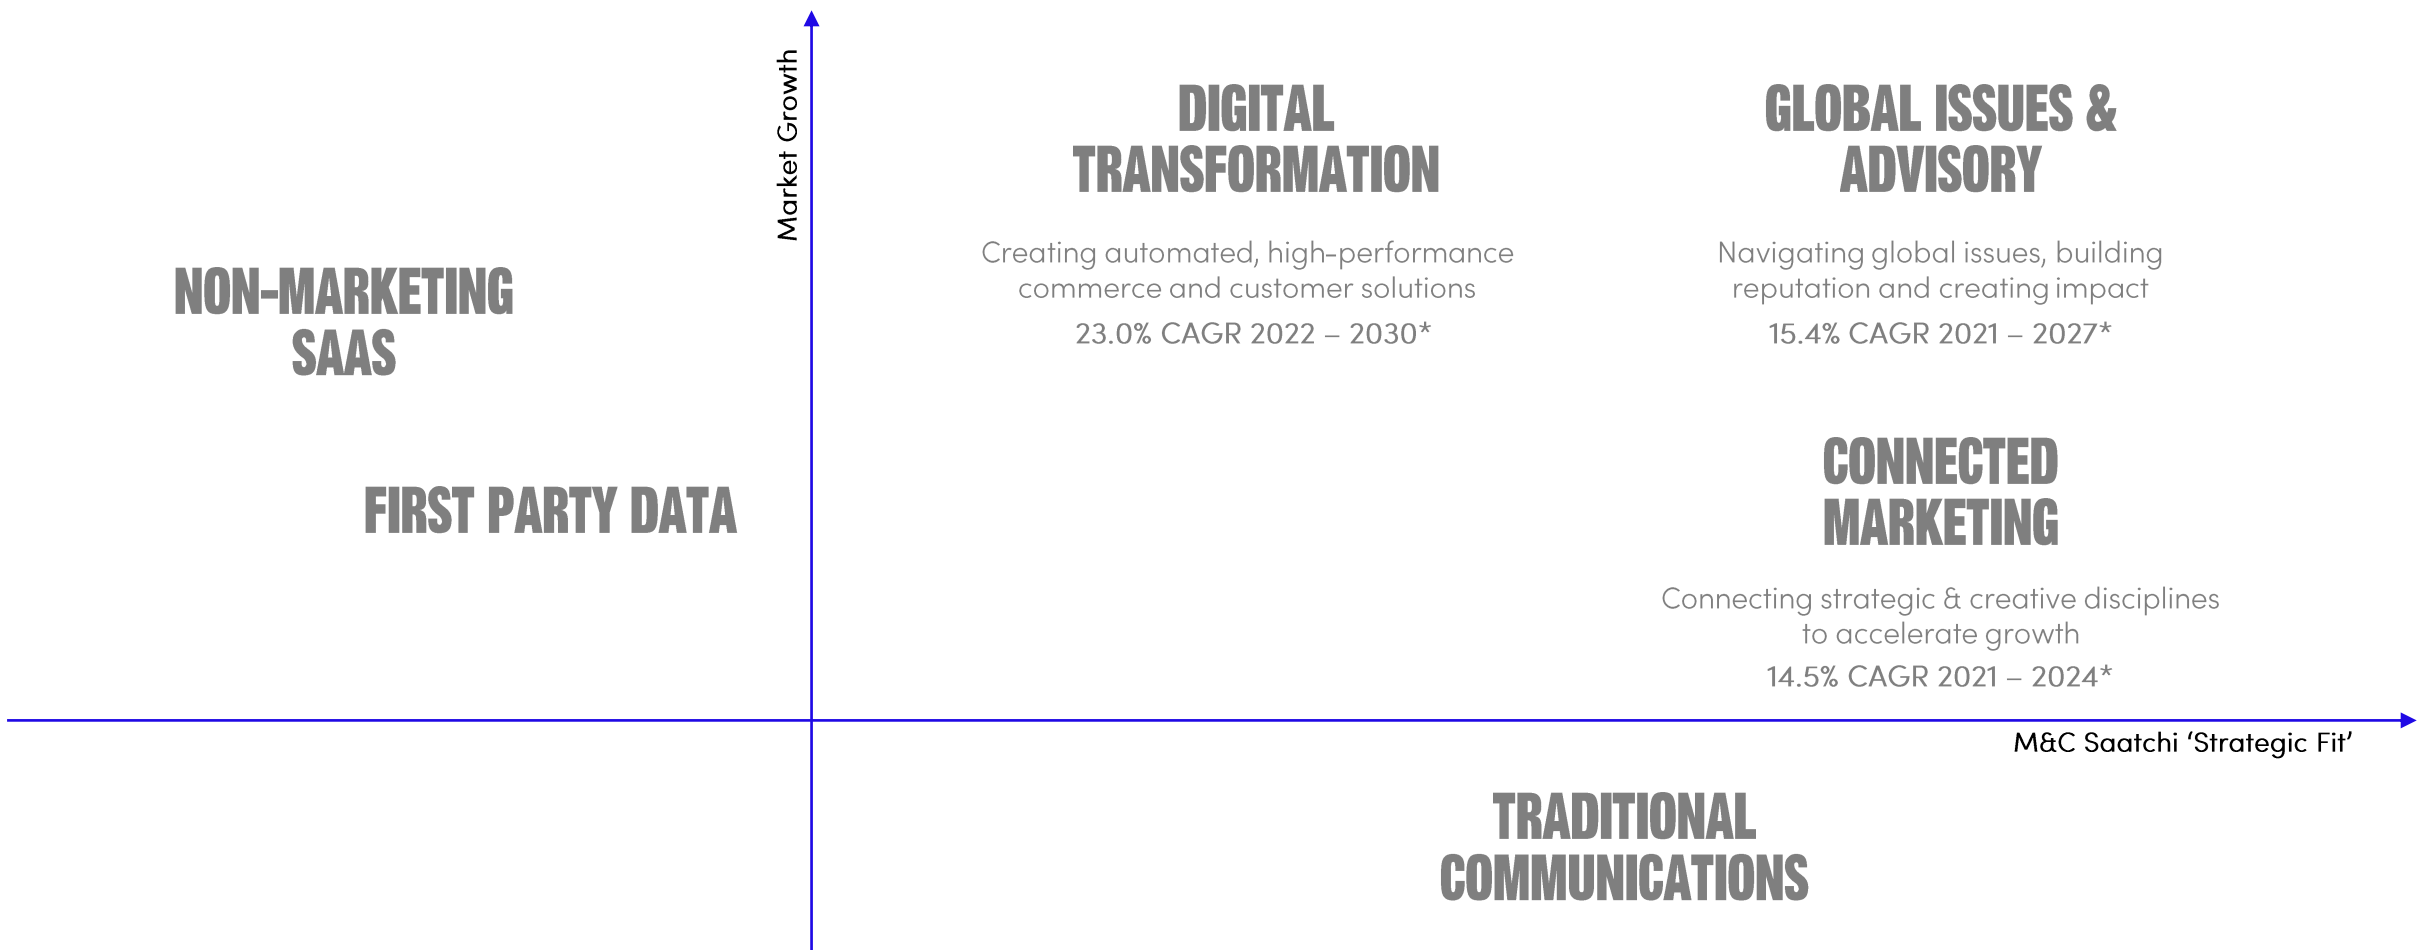 Market Growth
DIGITAL
TRANSFORMATION
Creating automated, high-performance
commerce and customer solutions
23.0% CAGR 2022 – 2030*
GLOBAL ISSUES &
ADVISORY
Navigating global issues, building
reputation and creating impact
15.4% CAGR 2021 – 2027*
NON-MARKETING
SAAS
FIRST PARTY DATA
CONNECTED
MARKETING
Connecting strategic & creative disciplines
to accelerate growth
14.5% CAGR 2021 – 2024*
M&C Saatchi ‘Strategic Fit’
TRADITIONAL
COMMUNICATIONS